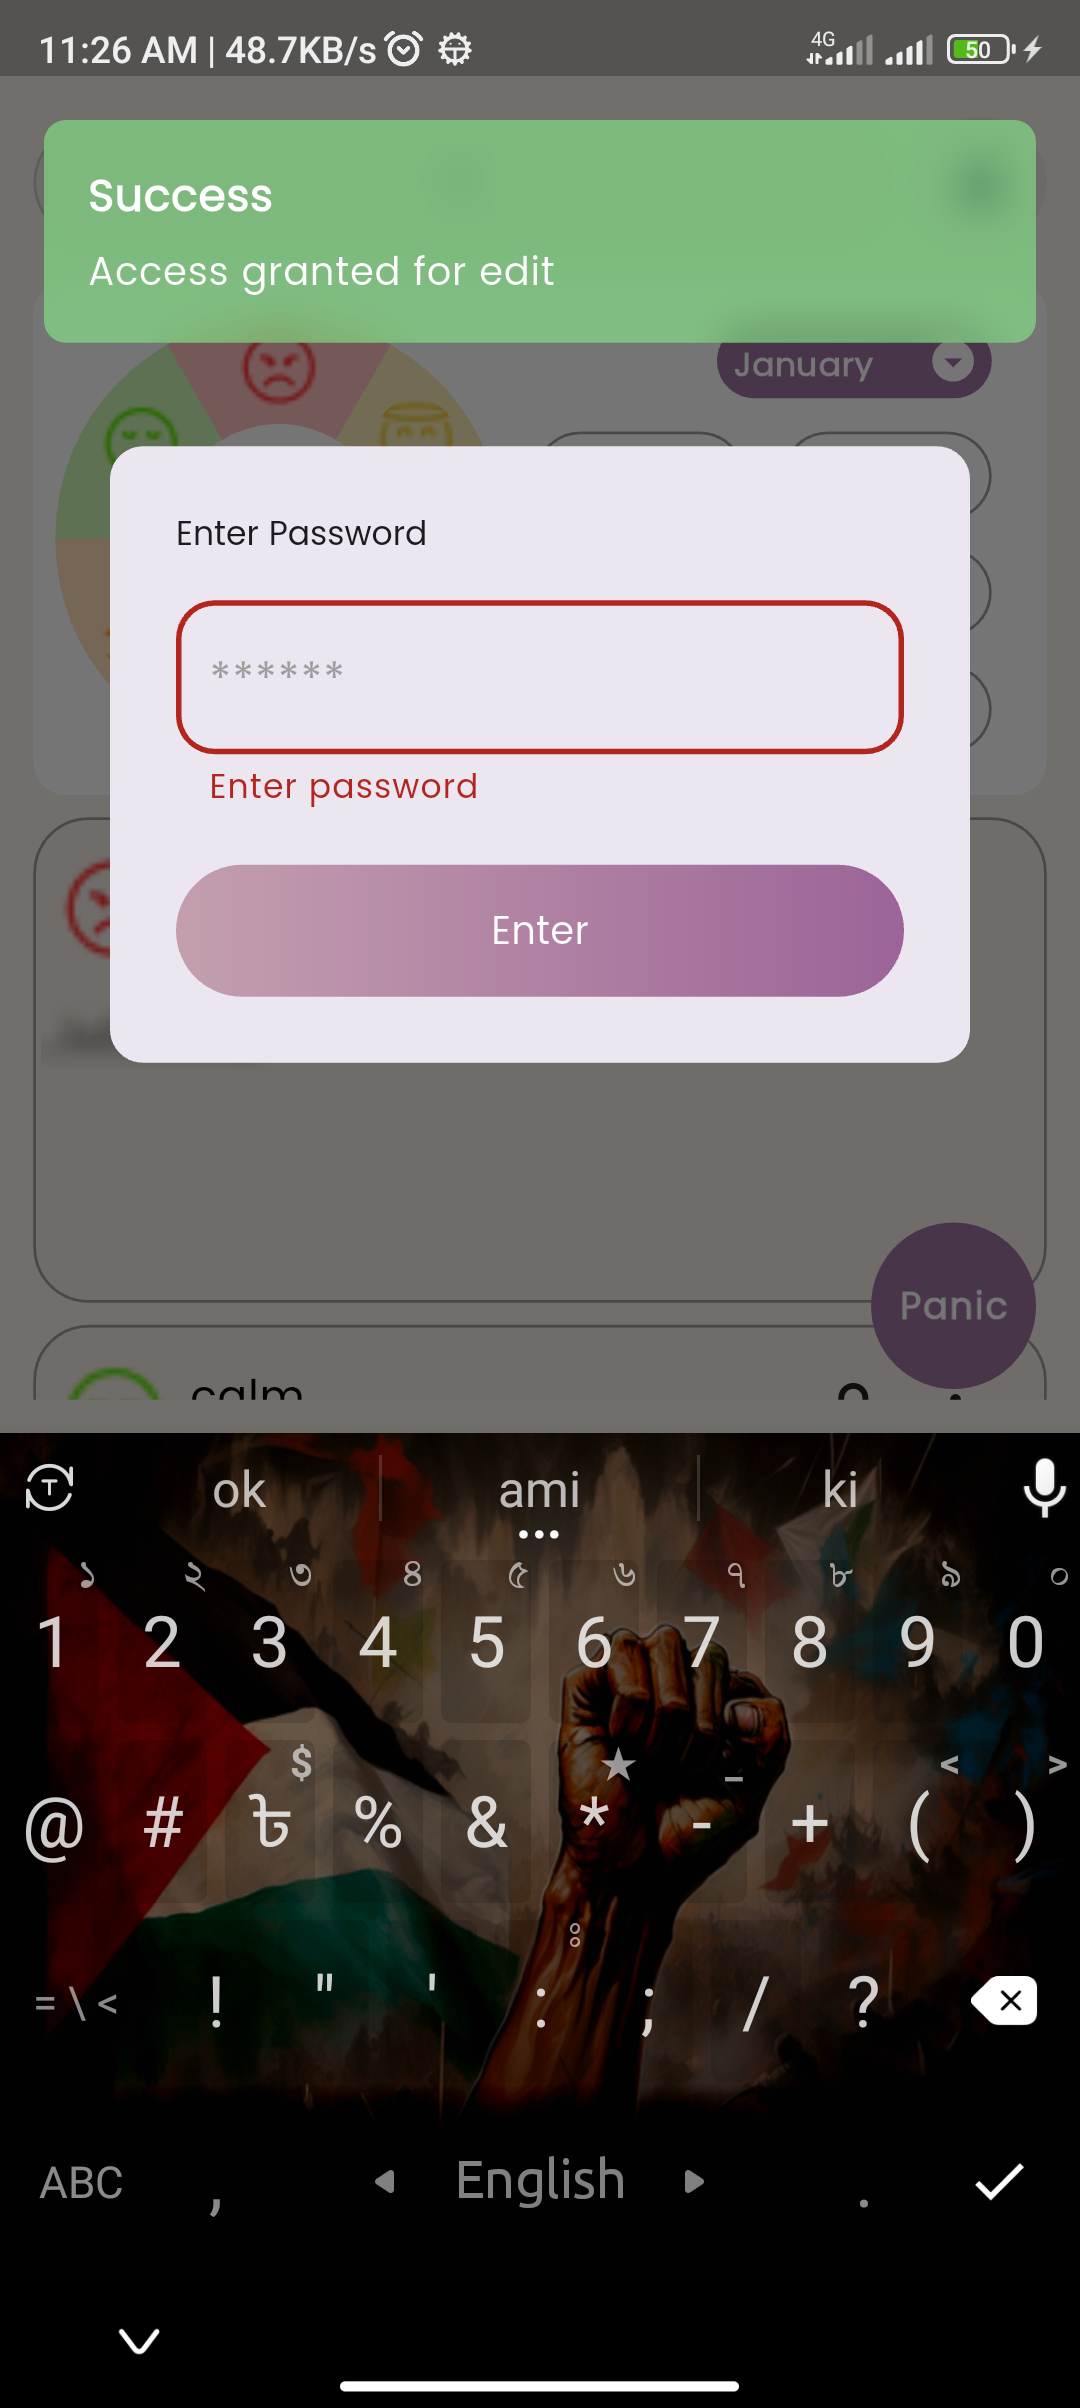 11:26 AM | 48.7KB/s 4G 50
Success
Access granted for edit
January
Enter Password
******
Enter password
Enter
Panic
calm
ok ami ki
১ ২ ৩ ৪ ৫ ৬ ৭ ৮ ৯ ০
1 2 3 4 5 6 7 8 9 0
$ ★ _ < >
@ # ৳ % & * - + ( )
ঃ
= \ < ! " ' : ; / ?
ABC , English .